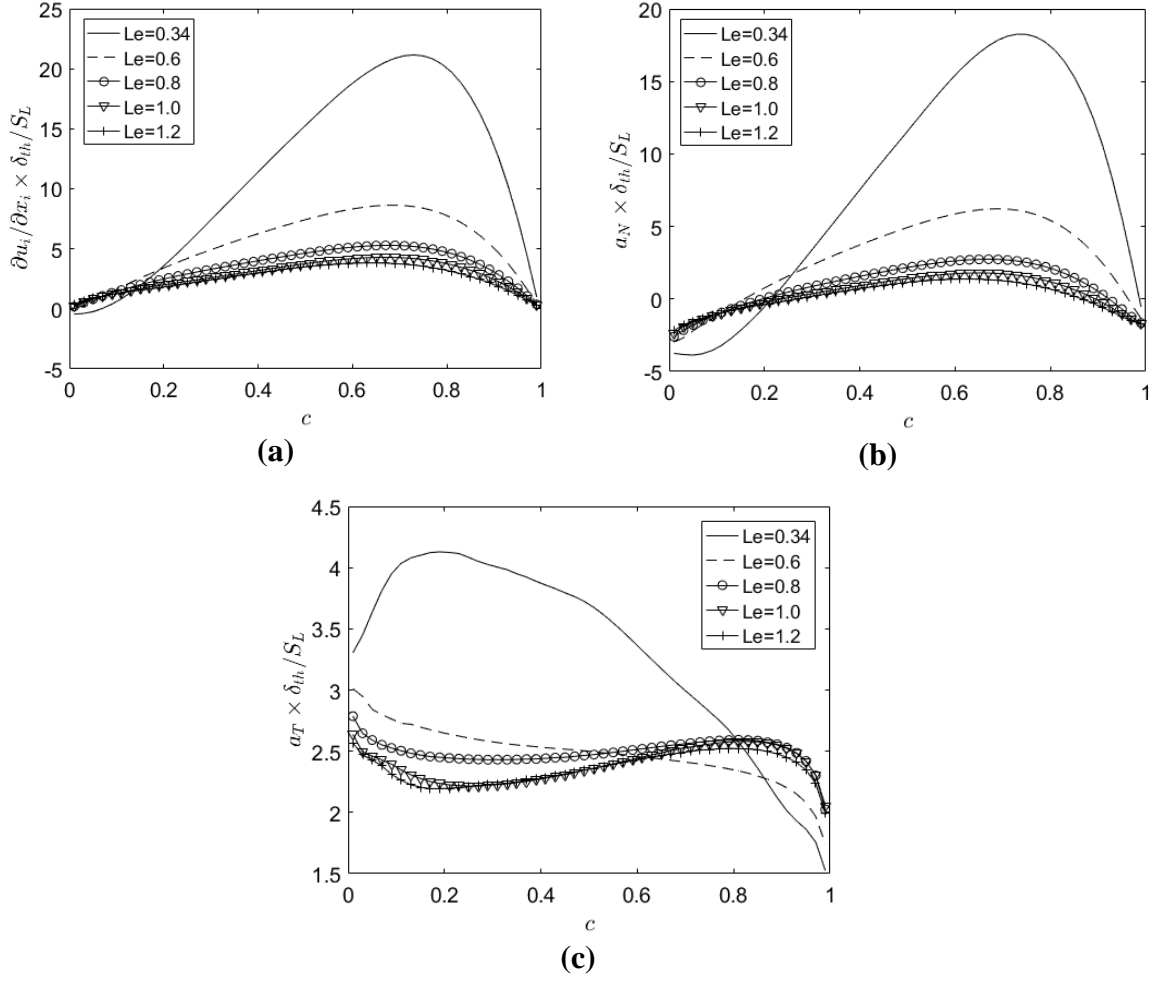 25
20
15
10
5
0
-5
∂u_i/∂x_i × δ_th/S_L
Le=0.34
Le=0.6
Le=0.8
Le=1.0
Le=1.2
0 0.2 0.4 0.6 0.8 1
c
(a)
20
15
10
5
0
-5
a_N × δ_th/S_L
Le=0.34
Le=0.6
Le=0.8
Le=1.0
Le=1.2
0 0.2 0.4 0.6 0.8 1
c
(b)
4.5
4
3.5
3
2.5
2
1.5
a_T × δ_th/S_L
Le=0.34
Le=0.6
Le=0.8
Le=1.0
Le=1.2
0 0.2 0.4 0.6 0.8 1
c
(c)